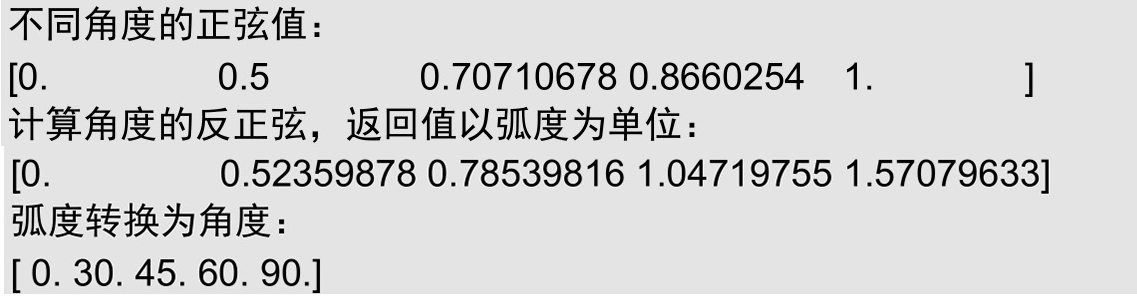 不同角度的正弦值：
[0. 0.5 0.70710678 0.8660254 1. ]
计算角度的反正弦，返回值以弧度为单位：
[0. 0.52359878 0.78539816 1.04719755 1.57079633]
弧度转换为角度：
[ 0. 30. 45. 60. 90.]